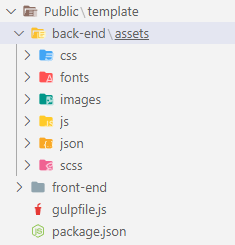 Public\template
back-end\assets
css
fonts
images
js
json
scss
front-end
gulpfile.js
package.json